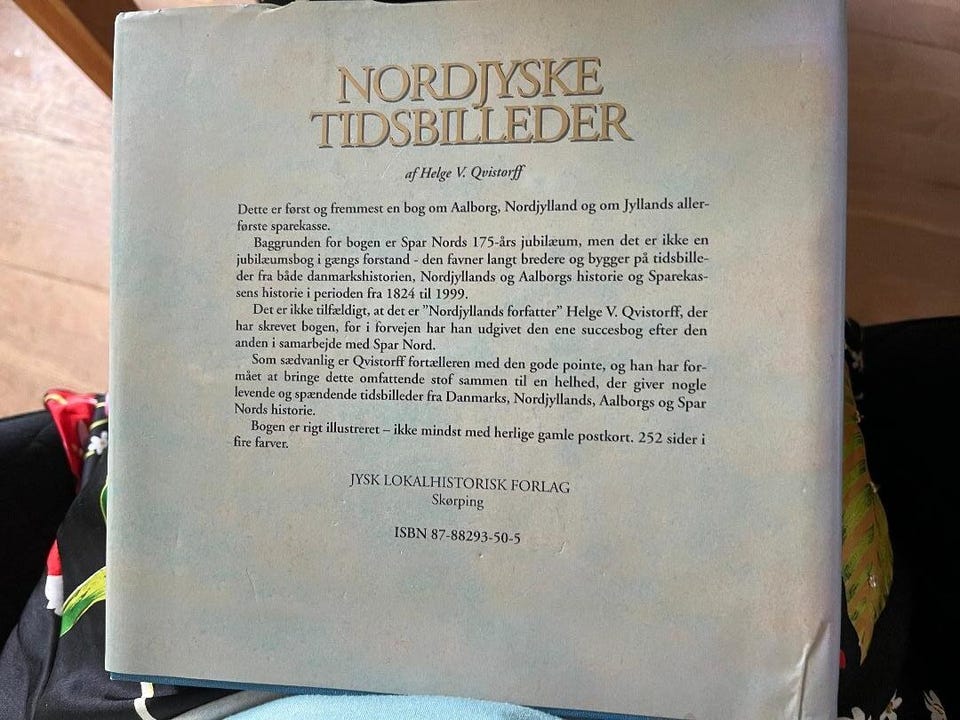 NORDJYSKE
TIDSBILLEDER
af Helge V. Qvistorff
Dette er først og fremmest en bog om Aalborg, Nordjylland og om Jyllands aller-
første sparekasse.
Baggrunden for bogen er Spar Nords 175-års jubilæum, men det er ikke en
jubilæumsbog i gængs forstand - den favner langt bredere og bygger på tidsbille-
der fra både danmarkshistorien, Nordjyllands og Aalborgs historie og Sparekas-
sens historie i perioden fra 1824 til 1999.
Det er ikke tilfældigt, at det er ”Nordjyllands forfatter” Helge V. Qvistorff, der
har skrevet bogen, for i forvejen har han udgivet den ene succesbog efter den
anden i samarbejde med Spar Nord.
Som sædvanlig er Qvistorff fortælleren med den gode pointe, og han har for-
mået at bringe dette omfattende stof sammen til en helhed, der giver nogle
levende og spændende tidsbilleder fra Danmarks, Nordjyllands, Aalborgs og Spar
Nords historie.
Bogen er rigt illustreret – ikke mindst med herlige gamle postkort. 252 sider i
fire farver.
JYSK LOKALHISTORISK FORLAG
Skørping
ISBN 87-88293-50-5